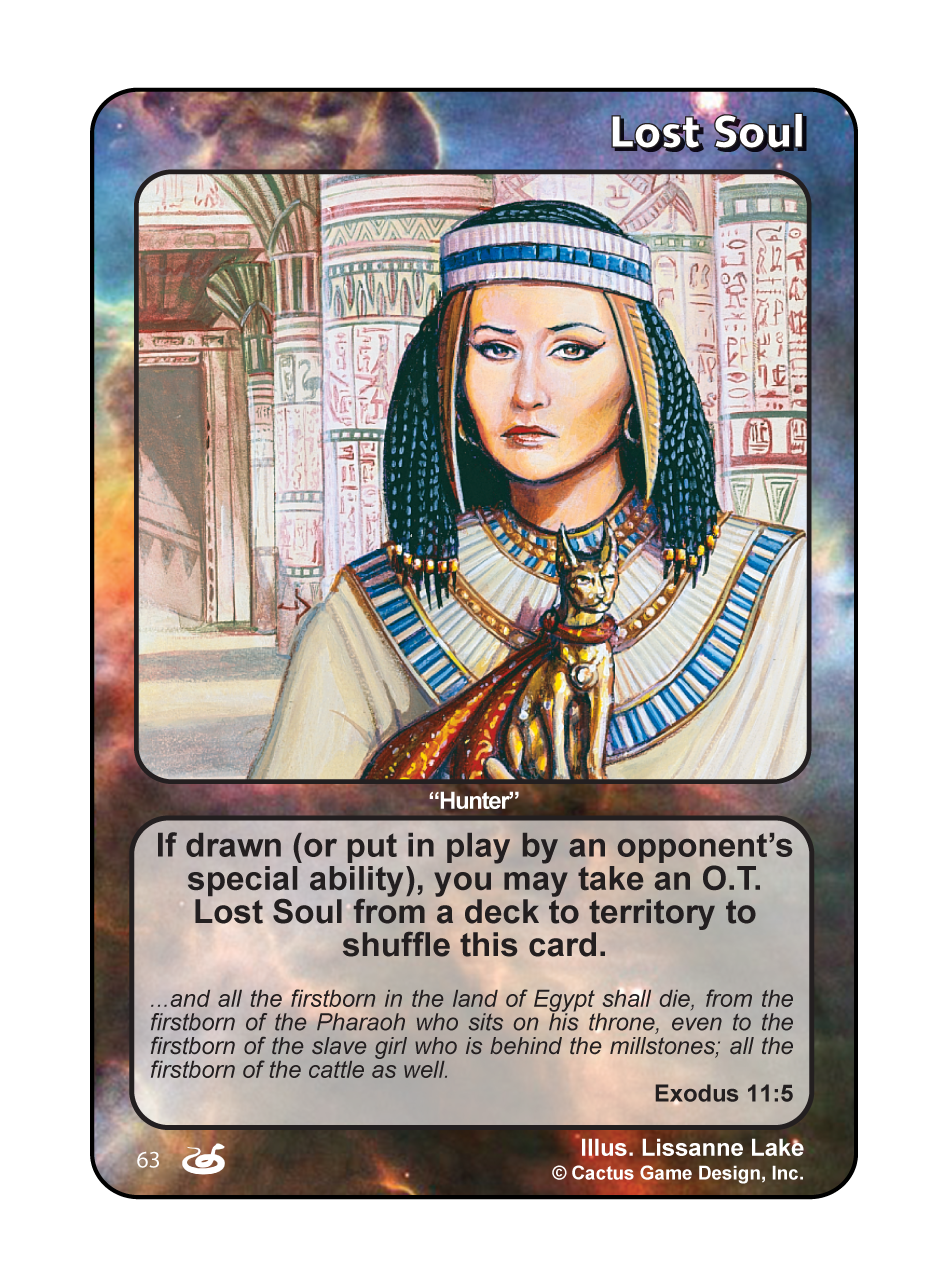 Lost Soul
“Hunter”
If drawn (or put in play by an opponent’s
special ability), you may take an O.T.
Lost Soul from a deck to territory to
shuffle this card.
...and all the firstborn in the land of Egypt shall die, from the
firstborn of the Pharaoh who sits on his throne, even to the
firstborn of the slave girl who is behind the millstones; all the
firstborn of the cattle as well.
Exodus 11:5
63
Illus. Lissanne Lake
© Cactus Game Design, Inc.